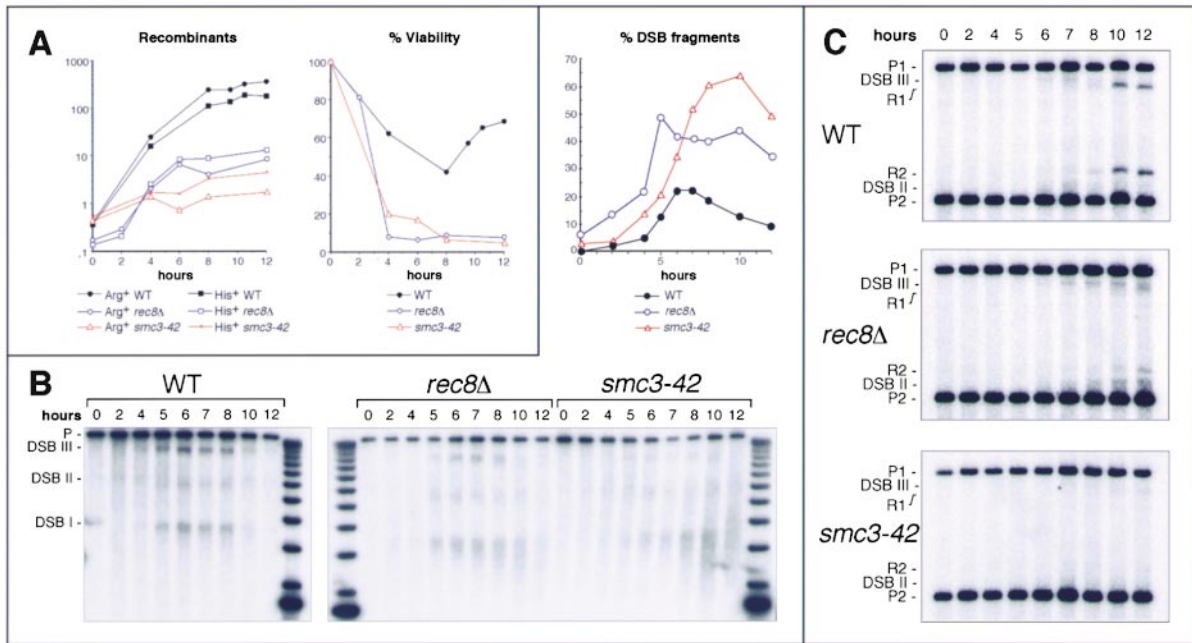 A
Recombinants
1000
100
10
1
.1
0 2 4 6 8 10 12
hours
Arg+ WT
His+ WT
Arg+ rec8Δ
His+ rec8Δ
Arg+ smc3-42
His+ smc3-42
% Viability
100
80
60
40
20
0
0 2 4 6 8 10 12
hours
WT
rec8Δ
smc3-42
% DSB fragments
70
60
50
40
30
20
10
0
0 5 10
hours
WT
rec8Δ
smc3-42
B
WT
hours 0 2 4 5 6 7 8 10 12
P -
DSB III -
DSB II -
DSB I -
rec8Δ
0 2 4 5 6 7 8 10 12
smc3-42
0 2 4 5 6 7 8 10 12
C
hours 0 2 4 5 6 7 8 10 12
WT
P1 -
DSB III -
R1
R2 -
DSB II -
P2 -
rec8Δ
P1 -
DSB III -
R1
R2 -
DSB II -
P2 -
smc3-42
P1 -
DSB III -
R1
R2 -
DSB II -
P2 -